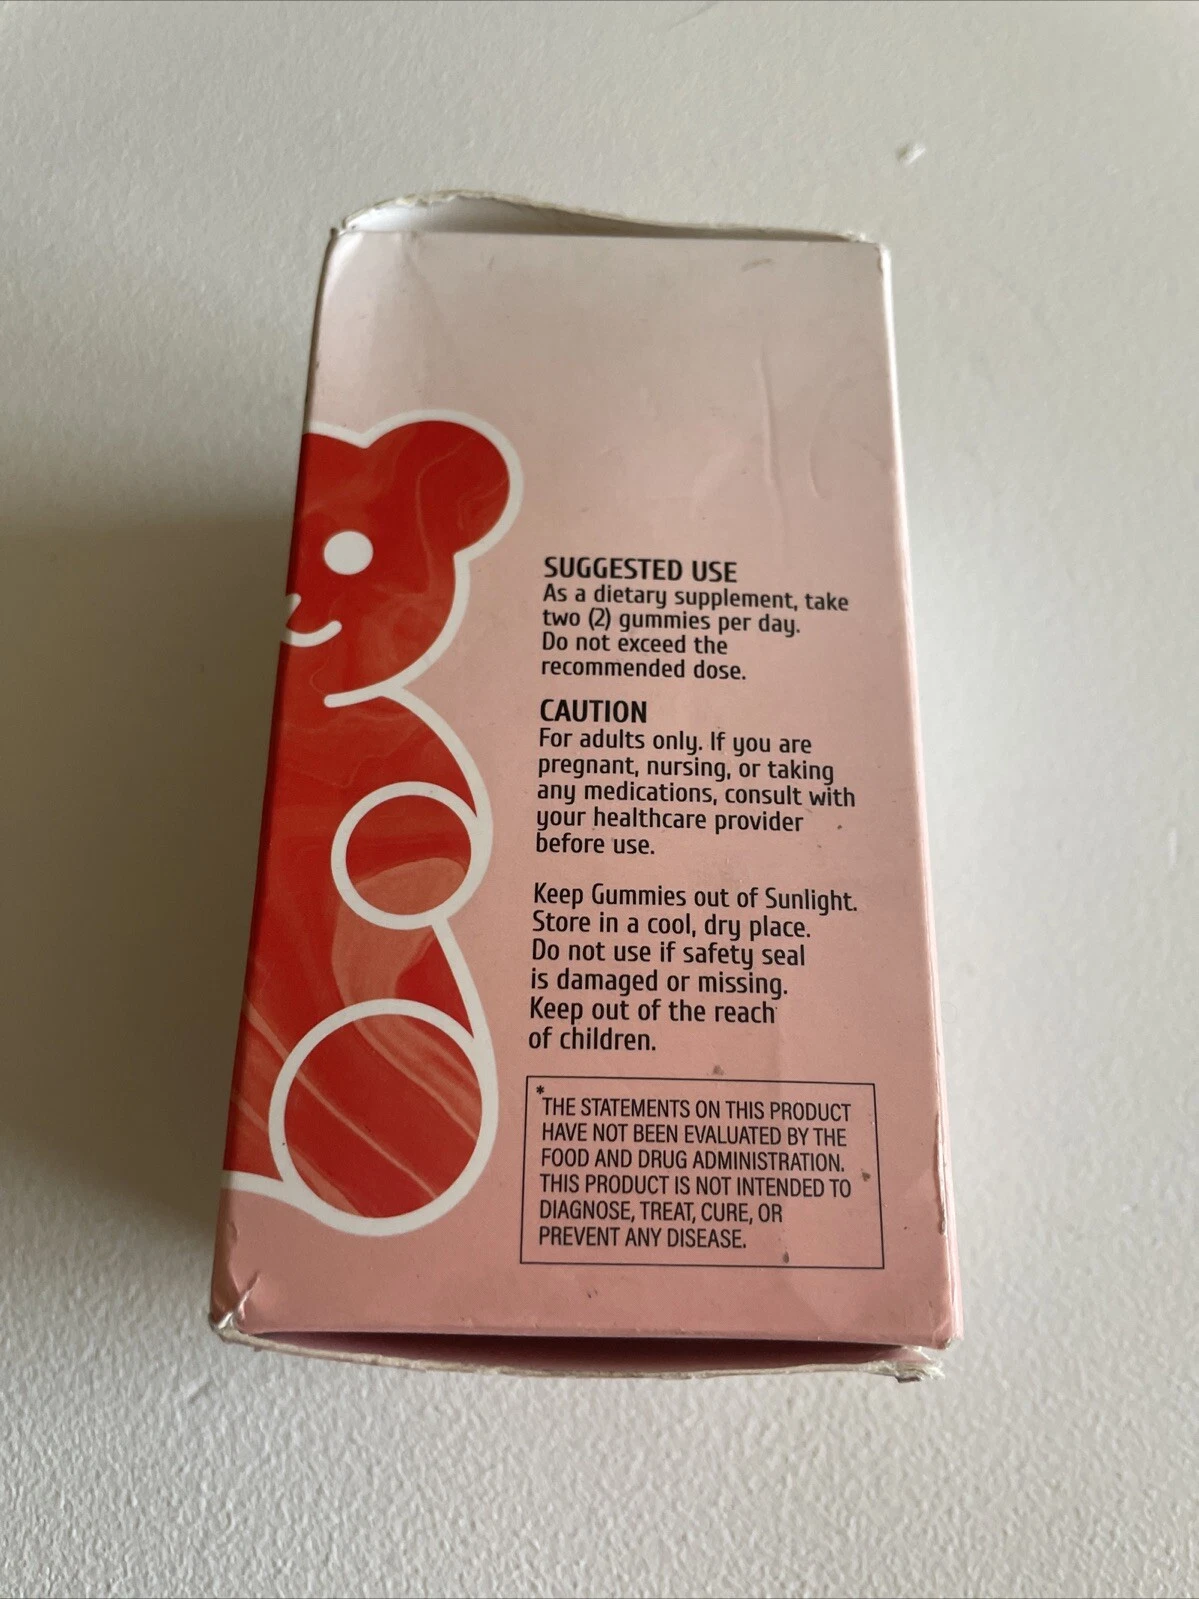 SUGGESTED USE
As a dietary supplement, take
two (2) gummies per day.
Do not exceed the
recommended dose.
CAUTION
For adults only. If you are
pregnant, nursing, or taking
any medications, consult with
your healthcare provider
before use.
Keep Gummies out of Sunlight.
Store in a cool, dry place.
Do not use if safety seal
is damaged or missing.
Keep out of the reach
of children.
*
THE STATEMENTS ON THIS PRODUCT
HAVE NOT BEEN EVALUATED BY THE
FOOD AND DRUG ADMINISTRATION.
THIS PRODUCT IS NOT INTENDED TO
DIAGNOSE, TREAT, CURE, OR
PREVENT ANY DISEASE.